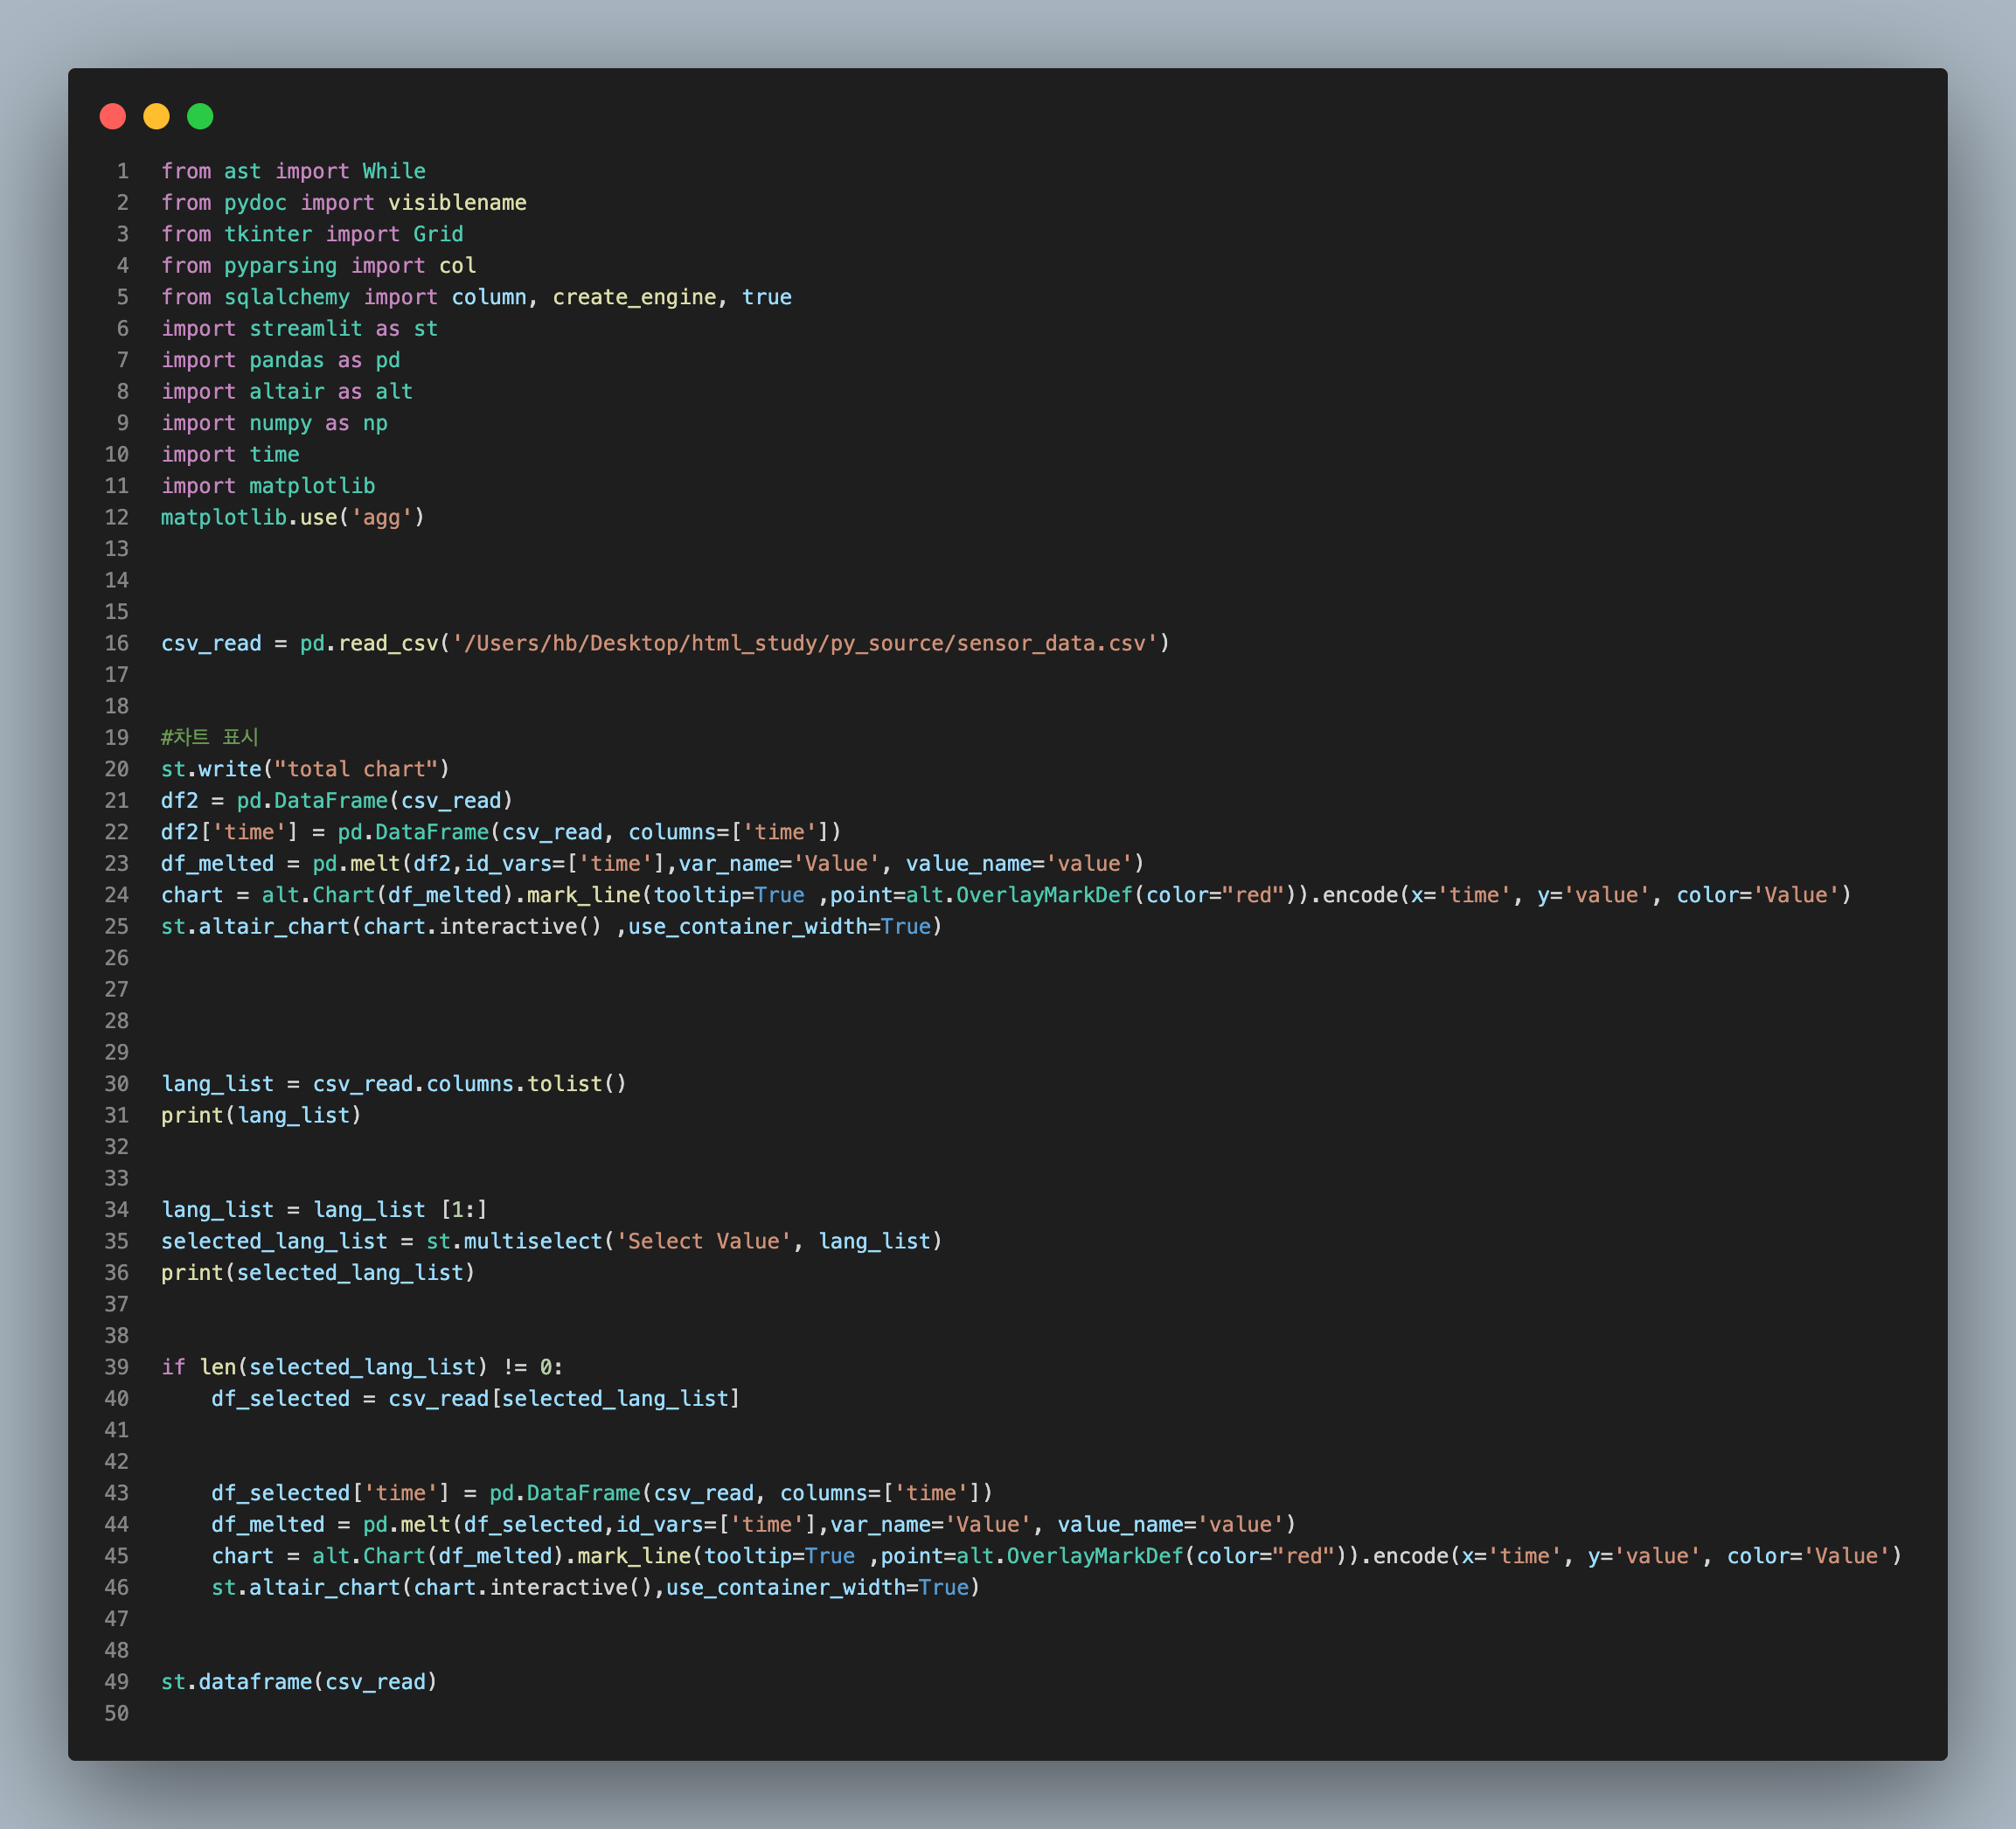 1 from ast import While
2 from pydoc import visiblename
3 from tkinter import Grid
4 from pyparsing import col
5 from sqlalchemy import column, create_engine, true
6 import streamlit as st
7 import pandas as pd
8 import altair as alt
9 import numpy as np
10 import time
11 import matplotlib
12 matplotlib.use('agg')
13
14
15
16 csv_read = pd.read_csv('/Users/hb/Desktop/html_study/py_source/sensor_data.csv')
17
18
19 #차트 표시
20 st.write("total chart")
21 df2 = pd.DataFrame(csv_read)
22 df2['time'] = pd.DataFrame(csv_read, columns=['time'])
23 df_melted = pd.melt(df2,id_vars=['time'],var_name='Value', value_name='value')
24 chart = alt.Chart(df_melted).mark_line(tooltip=True ,point=alt.OverlayMarkDef(color="red")).encode(x='time', y='value', color='Value')
25 st.altair_chart(chart.interactive() ,use_container_width=True)
26
27
28
29
30 lang_list = csv_read.columns.tolist()
31 print(lang_list)
32
33
34 lang_list = lang_list [1:]
35 selected_lang_list = st.multiselect('Select Value', lang_list)
36 print(selected_lang_list)
37
38
39 if len(selected_lang_list) != 0:
40     df_selected = csv_read[selected_lang_list]
41
42
43     df_selected['time'] = pd.DataFrame(csv_read, columns=['time'])
44     df_melted = pd.melt(df_selected,id_vars=['time'],var_name='Value', value_name='value')
45     chart = alt.Chart(df_melted).mark_line(tooltip=True ,point=alt.OverlayMarkDef(color="red")).encode(x='time', y='value', color='Value')
46     st.altair_chart(chart.interactive(),use_container_width=True)
47
48
49 st.dataframe(csv_read)
50